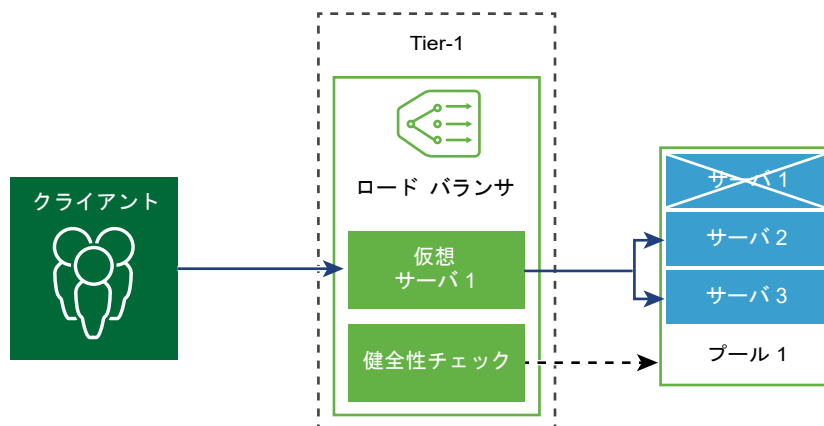 Tier-1
ロード バランサ
クライアント
仮想
サーバ 1
健全性チェック
サーバ 1
サーバ 2
サーバ 3
プール 1